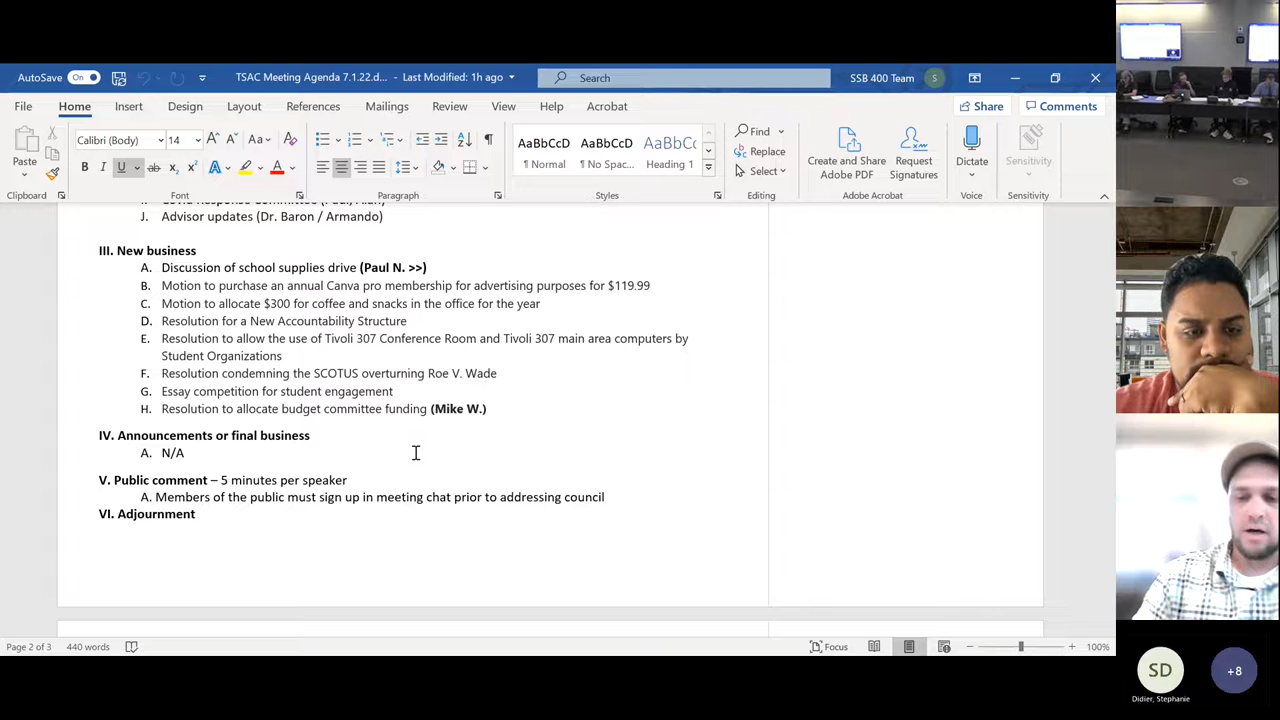 AutoSave On TSAC Meeting Agenda 7.1.22.d... - Last Modified: 1h ago Search SSB 400 Team S
File Home Insert Design Layout References Mailings Review View Help Acrobat Share Comments
Calibri (Body) 14 Aa AaBbCcD AaBbCcD AaBbCc Find
Paste Normal No Spac... Heading 1 Replace
Select
Create and Share Adobe PDF Request Signatures Dictate Sensitivity
Clipboard Font Paragraph Styles Editing Adobe Acrobat Voice Sensitivity
J. Advisor updates (Dr. Baron / Armando)
III. New business
A. Discussion of school supplies drive (Paul N. >>)
B. Motion to purchase an annual Canva pro membership for advertising purposes for $119.99
C. Motion to allocate $300 for coffee and snacks in the office for the year
D. Resolution for a New Accountability Structure
E. Resolution to allow the use of Tivoli 307 Conference Room and Tivoli 307 main area computers by
Student Organizations
F. Resolution condemning the SCOTUS overturning Roe V. Wade
G. Essay competition for student engagement
H. Resolution to allocate budget committee funding (Mike W.)
IV. Announcements or final business
A. N/A
V. Public comment – 5 minutes per speaker
A. Members of the public must sign up in meeting chat prior to addressing council
VI. Adjournment
Page 2 of 3 440 words Focus 100%
SD +8
Didier, Stephanie